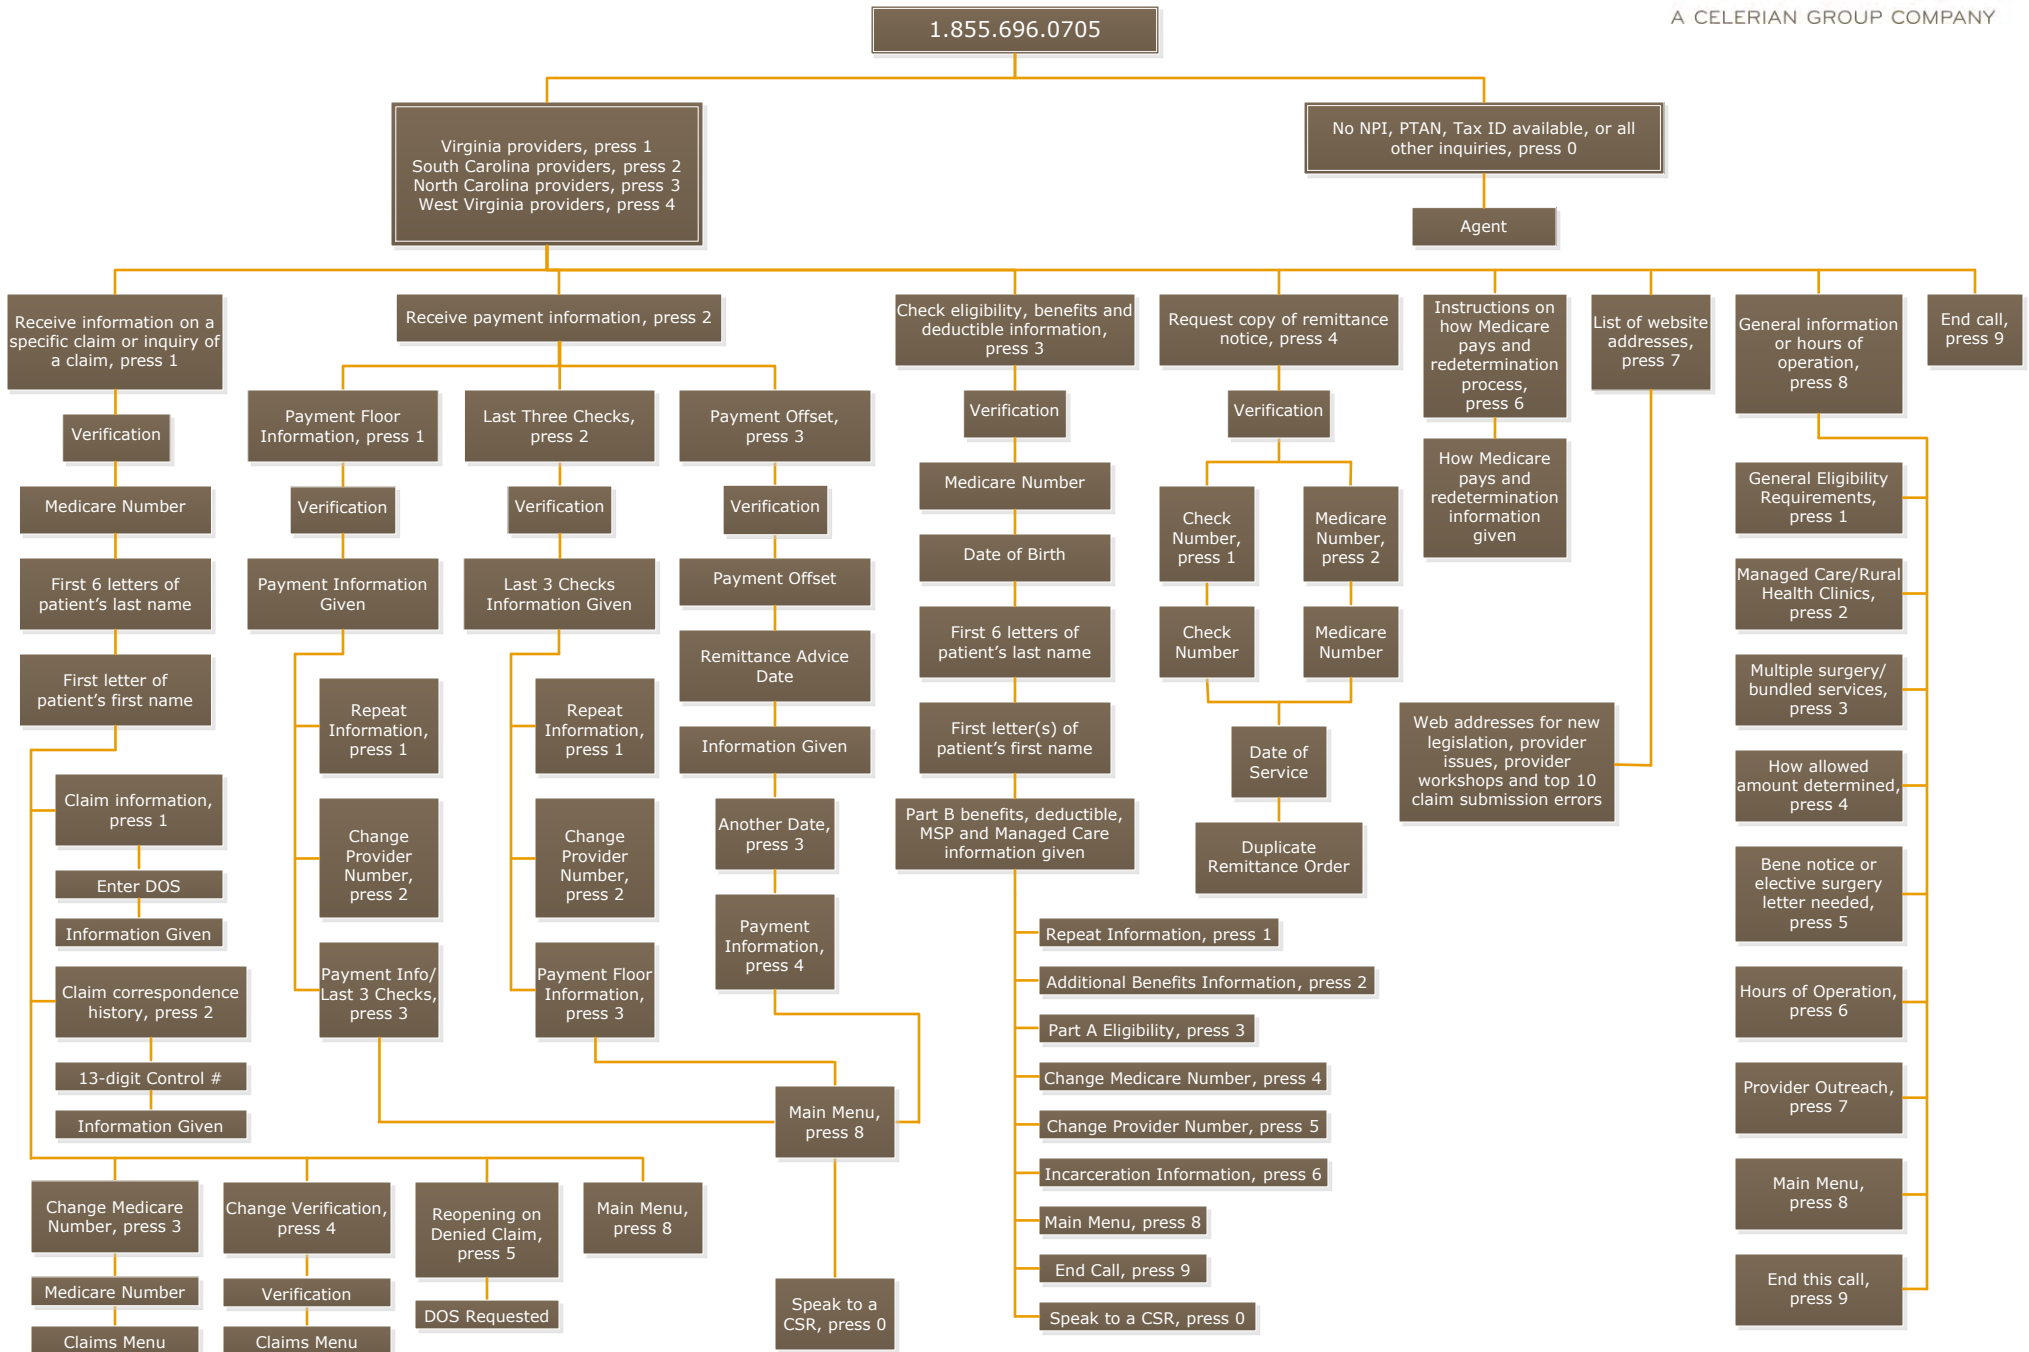 A CELERIAN GROUP COMPANY
1.855.696.0705
Virginia providers, press 1
South Carolina providers, press 2
North Carolina providers, press 3
West Virginia providers, press 4
No NPI, PTAN, Tax ID available, or all
other inquiries, press 0
Agent
Receive information on a
specific claim or inquiry of
a claim, press 1
Verification
Medicare Number
First 6 letters of
patient's last name
First letter of
patient's first name
Claim information,
press 1
Enter DOS
Information Given
Claim correspondence
history, press 2
13-digit Control #
Information Given
Change Medicare
Number, press 3
Medicare Number
Claims Menu
Change Verification,
press 4
Verification
Claims Menu
Reopening on
Denied Claim,
press 5
DOS Requested
Main Menu,
press 8
Receive payment information, press 2
Payment Floor
Information, press 1
Verification
Payment Information
Given
Repeat
Information,
press 1
Change
Provider
Number,
press 2
Payment Info/
Last 3 Checks,
press 3
Last Three Checks,
press 2
Verification
Last 3 Checks
Information Given
Repeat
Information,
press 1
Change
Provider
Number,
press 2
Payment Floor
Information,
press 3
Payment Offset,
press 3
Verification
Payment Offset
Remittance Advice
Date
Information Given
Another Date,
press 3
Payment
Information,
press 4
Main Menu,
press 8
Speak to a
CSR, press 0
Check eligibility, benefits and
deductible information,
press 3
Verification
Medicare Number
Date of Birth
First 6 letters of
patient's last name
First letter(s) of
patient's first name
Part B benefits, deductible,
MSP and Managed Care
information given
Repeat Information, press 1
Additional Benefits Information, press 2
Part A Eligibility, press 3
Change Medicare Number, press 4
Change Provider Number, press 5
Incarceration Information, press 6
Main Menu, press 8
End Call, press 9
Speak to a CSR, press 0
Request copy of remittance
notice, press 4
Verification
Check
Number,
press 1
Check
Number
Medicare
Number,
press 2
Medicare
Number
Date of
Service
Duplicate
Remittance Order
Instructions on
how Medicare
pays and
redetermination
process,
press 6
How Medicare
pays and
redetermination
information
given
List of website
addresses,
press 7
Web addresses for new
legislation, provider
issues, provider
workshops and top 10
claim submission errors
General information
or hours of
operation,
press 8
General Eligibility
Requirements,
press 1
Managed Care/Rural
Health Clinics,
press 2
Multiple surgery/
bundled services,
press 3
How allowed
amount determined,
press 4
Bene notice or
elective surgery
letter needed,
press 5
Hours of Operation,
press 6
Provider Outreach,
press 7
Main Menu,
press 8
End this call,
press 9
End call,
press 9